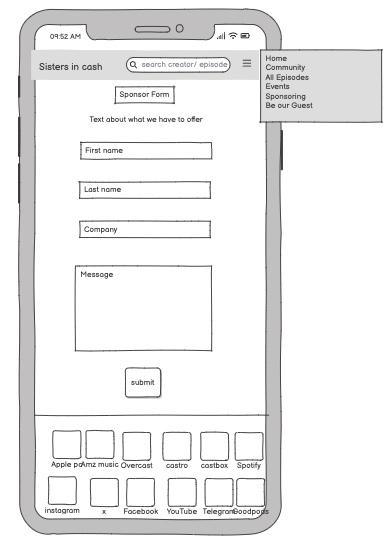 09:52 AM
Sisters in cash
search creator/ episode
Home
Community
All Episodes
Events
Sponsoring
Be our Guest
Sponsor Form
Text about what we have to offer
First name
Last name
Company
Message
submit
Apple po Amz music Overcast castro castbox Spotify
instagram x Facebook YouTube Telegram Goodpods